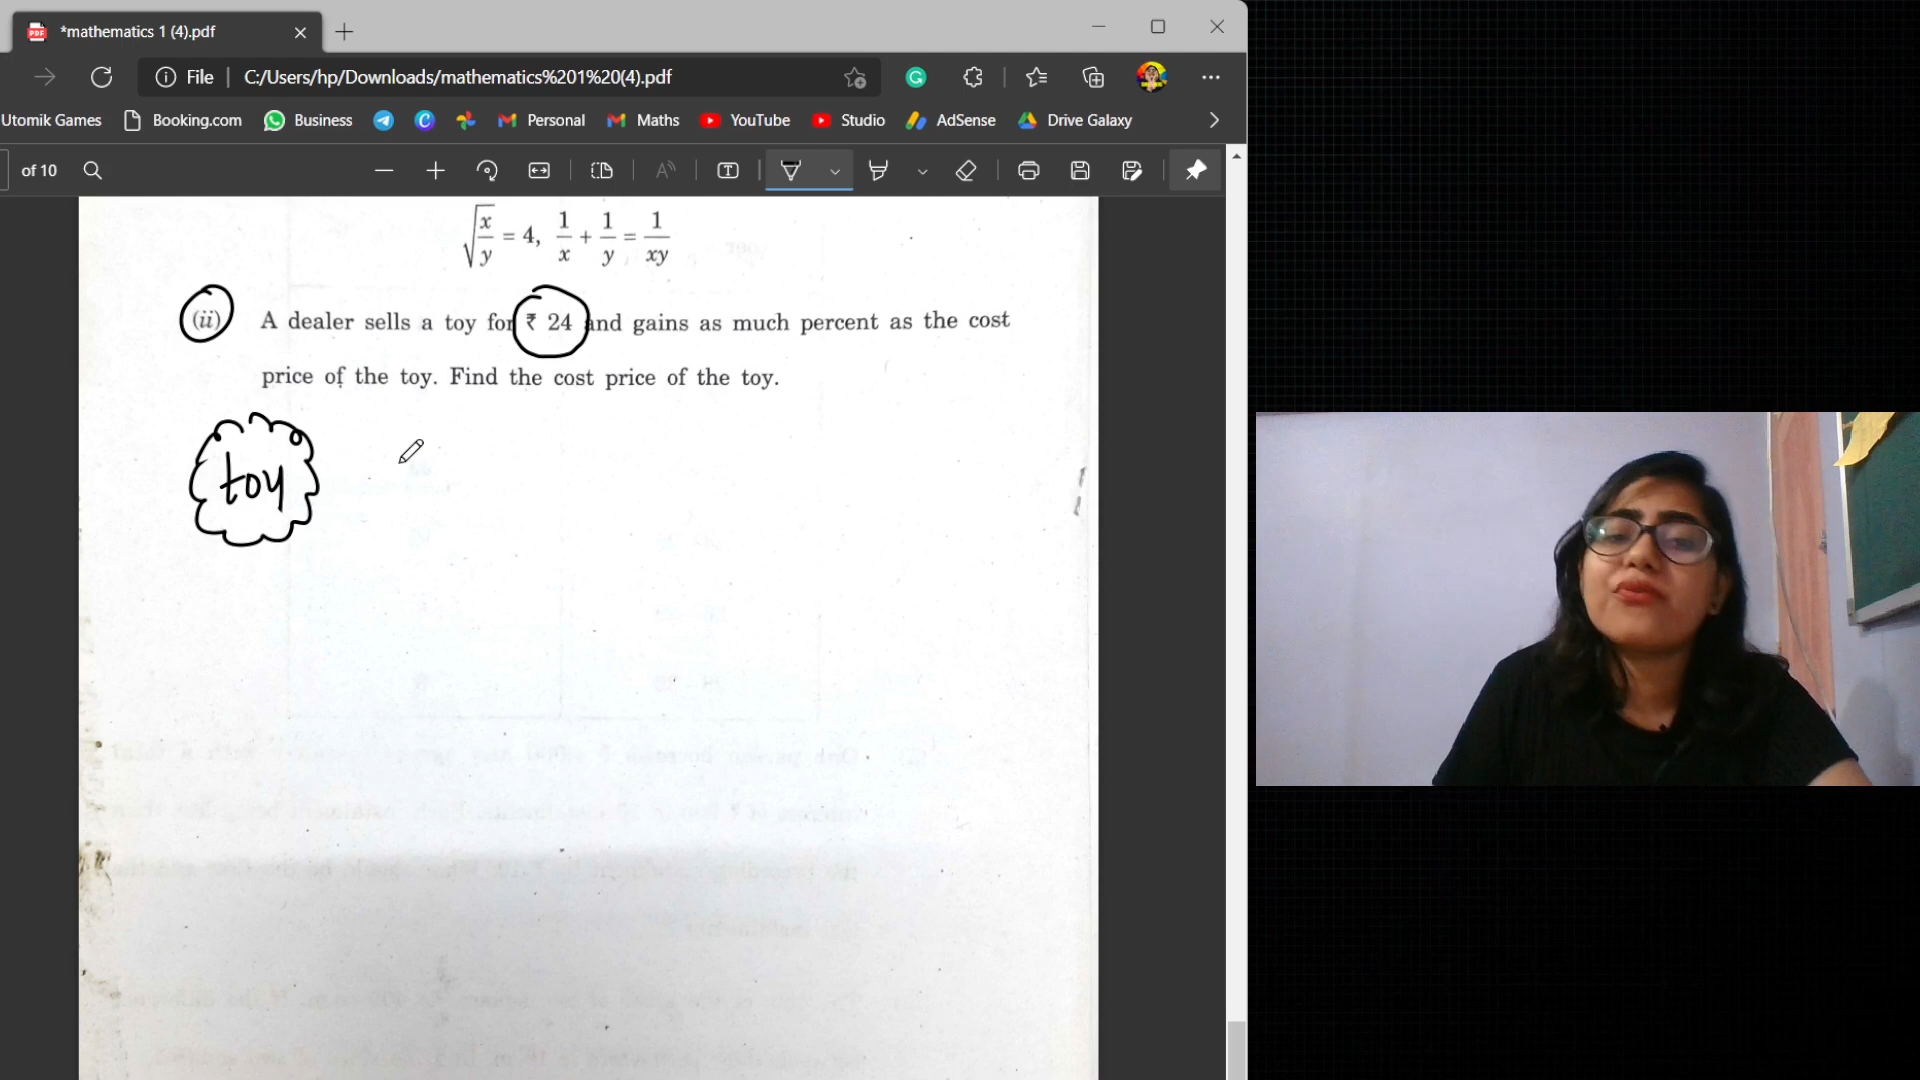 *mathematics 1 (4).pdf
File C:/Users/hp/Downloads/mathematics%201%20(4).pdf
Utomik Games Booking.com Business Personal Maths YouTube Studio AdSense Drive Galaxy
of 10
√x/y = 4, 1/x + 1/y = 1/xy
(ii) A dealer sells a toy for ₹ 24 and gains as much percent as the cost
price of the toy. Find the cost price of the toy.
toy